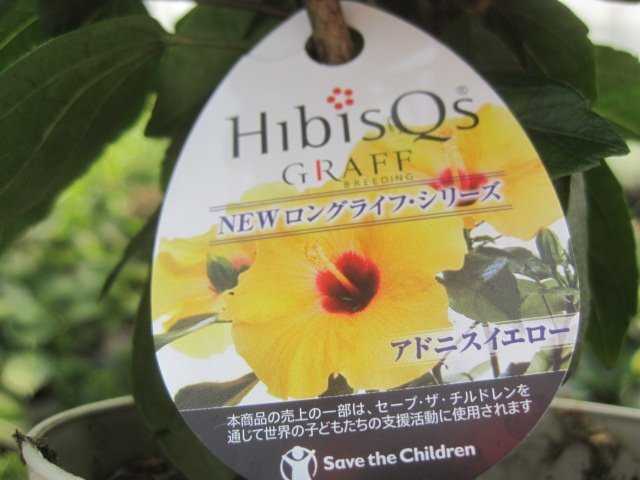 HibisQs®
GRAFF
BREEDING
NEWロングライフ・シリーズ
アドニスイエロー
本商品の売上の一部は、セーブ・ザ・チルドレンを
通じて世界の子どもたちの支援活動に使用されます
Save the Children